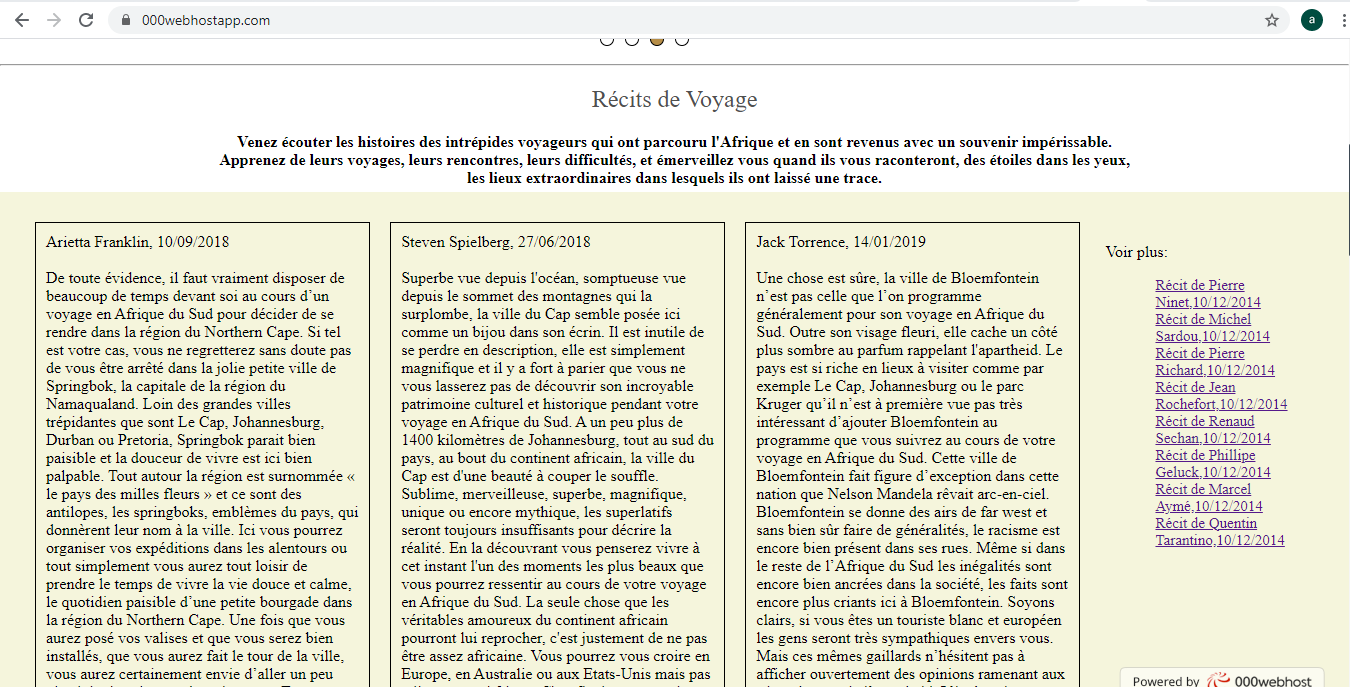 000webhostapp.com
a
Récits de Voyage
Venez écouter les histoires des intrépides voyageurs qui ont parcouru l'Afrique et en sont revenus avec un souvenir impérissable.
Apprenez de leurs voyages, leurs rencontres, leurs difficultés, et émerveillez vous quand ils vous raconteront, des étoiles dans les yeux,
les lieux extraordinaires dans lesquels ils ont laissé une trace.
Arietta Franklin, 10/09/2018
De toute évidence, il faut vraiment disposer de
beaucoup de temps devant soi au cours d’un
voyage en Afrique du Sud pour décider de se
rendre dans la région du Northern Cape. Si tel
est votre cas, vous ne regretterez sans doute pas
de vous être arrêté dans la jolie petite ville de
Springbok, la capitale de la région du
Namaqualand. Loin des grandes villes
trépidantes que sont Le Cap, Johannesburg,
Durban ou Pretoria, Springbok parait bien
paisible et la douceur de vivre est ici bien
palpable. Tout autour la région est surnommée «
le pays des milles fleurs » et ce sont des
antilopes, les springboks, emblèmes du pays, qui
donnèrent leur nom à la ville. Ici vous pourrez
organiser vos expéditions dans les alentours ou
tout simplement vous aurez tout loisir de
prendre le temps de vivre la vie douce et calme,
le quotidien paisible d’une petite bourgade dans
la région du Northern Cape. Une fois que vous
aurez posé vos valises et que vous serez bien
installés, que vous aurez fait le tour de la ville,
vous aurez certainement envie d’aller un peu
Steven Spielberg, 27/06/2018
Superbe vue depuis l'océan, somptueuse vue
depuis le sommet des montagnes qui la
surplombe, la ville du Cap semble posée ici
comme un bijou dans son écrin. Il est inutile de
se perdre en description, elle est simplement
magnifique et il y a fort à parier que vous ne
vous lasserez pas de découvrir son incroyable
patrimoine culturel et historique pendant votre
voyage en Afrique du Sud. A un peu plus de
1400 kilomètres de Johannesburg, tout au sud du
pays, au bout du continent africain, la ville du
Cap est d'une beauté à couper le souffle.
Sublime, merveilleuse, superbe, magnifique,
unique ou encore mythique, les superlatifs
seront toujours insuffisants pour décrire la
réalité. En la découvrant vous penserez vivre à
cet instant l'un des moments les plus beaux que
vous pourrez ressentir au cours de votre voyage
en Afrique du Sud. La seule chose que les
véritables amoureux du continent africain
pourront lui reprocher, c'est justement de ne pas
être assez africaine. Vous pourrez vous croire en
Europe, en Australie ou aux Etats-Unis mais pas
Jack Torrence, 14/01/2019
Une chose est sûre, la ville de Bloemfontein
n’est pas celle que l’on programme
généralement pour son voyage en Afrique du
Sud. Outre son visage fleuri, elle cache un côté
plus sombre au parfum rappelant l'apartheid. Le
pays est si riche en lieux à visiter comme par
exemple Le Cap, Johannesburg ou le parc
Kruger qu’il n’est à première vue pas très
intéressant d’ajouter Bloemfontein au
programme que vous suivrez au cours de votre
voyage en Afrique du Sud. Cette ville de
Bloemfontein fait figure d’exception dans cette
nation que Nelson Mandela rêvait arc-en-ciel.
Bloemfontein se donne des airs de far west et
sans bien sûr faire de généralités, le racisme est
encore bien présent dans ses rues. Même si dans
le reste de l’Afrique du Sud les inégalités sont
encore bien ancrées dans la société, les faits sont
encore plus criants ici à Bloemfontein. Soyons
clairs, si vous êtes un touriste blanc et européen
les gens seront très sympathiques envers vous.
Mais ces mêmes gaillards n’hésitent pas à
afficher ouvertement des opinions ramenant aux
Voir plus:
Récit de Pierre
Ninet,10/12/2014
Récit de Michel
Sardou,10/12/2014
Récit de Pierre
Richard,10/12/2014
Récit de Jean
Rochefort,10/12/2014
Récit de Renaud
Sechan,10/12/2014
Récit de Phillipe
Geluck,10/12/2014
Récit de Marcel
Aymé,10/12/2014
Récit de Quentin
Tarantino,10/12/2014
Powered by 000webhost